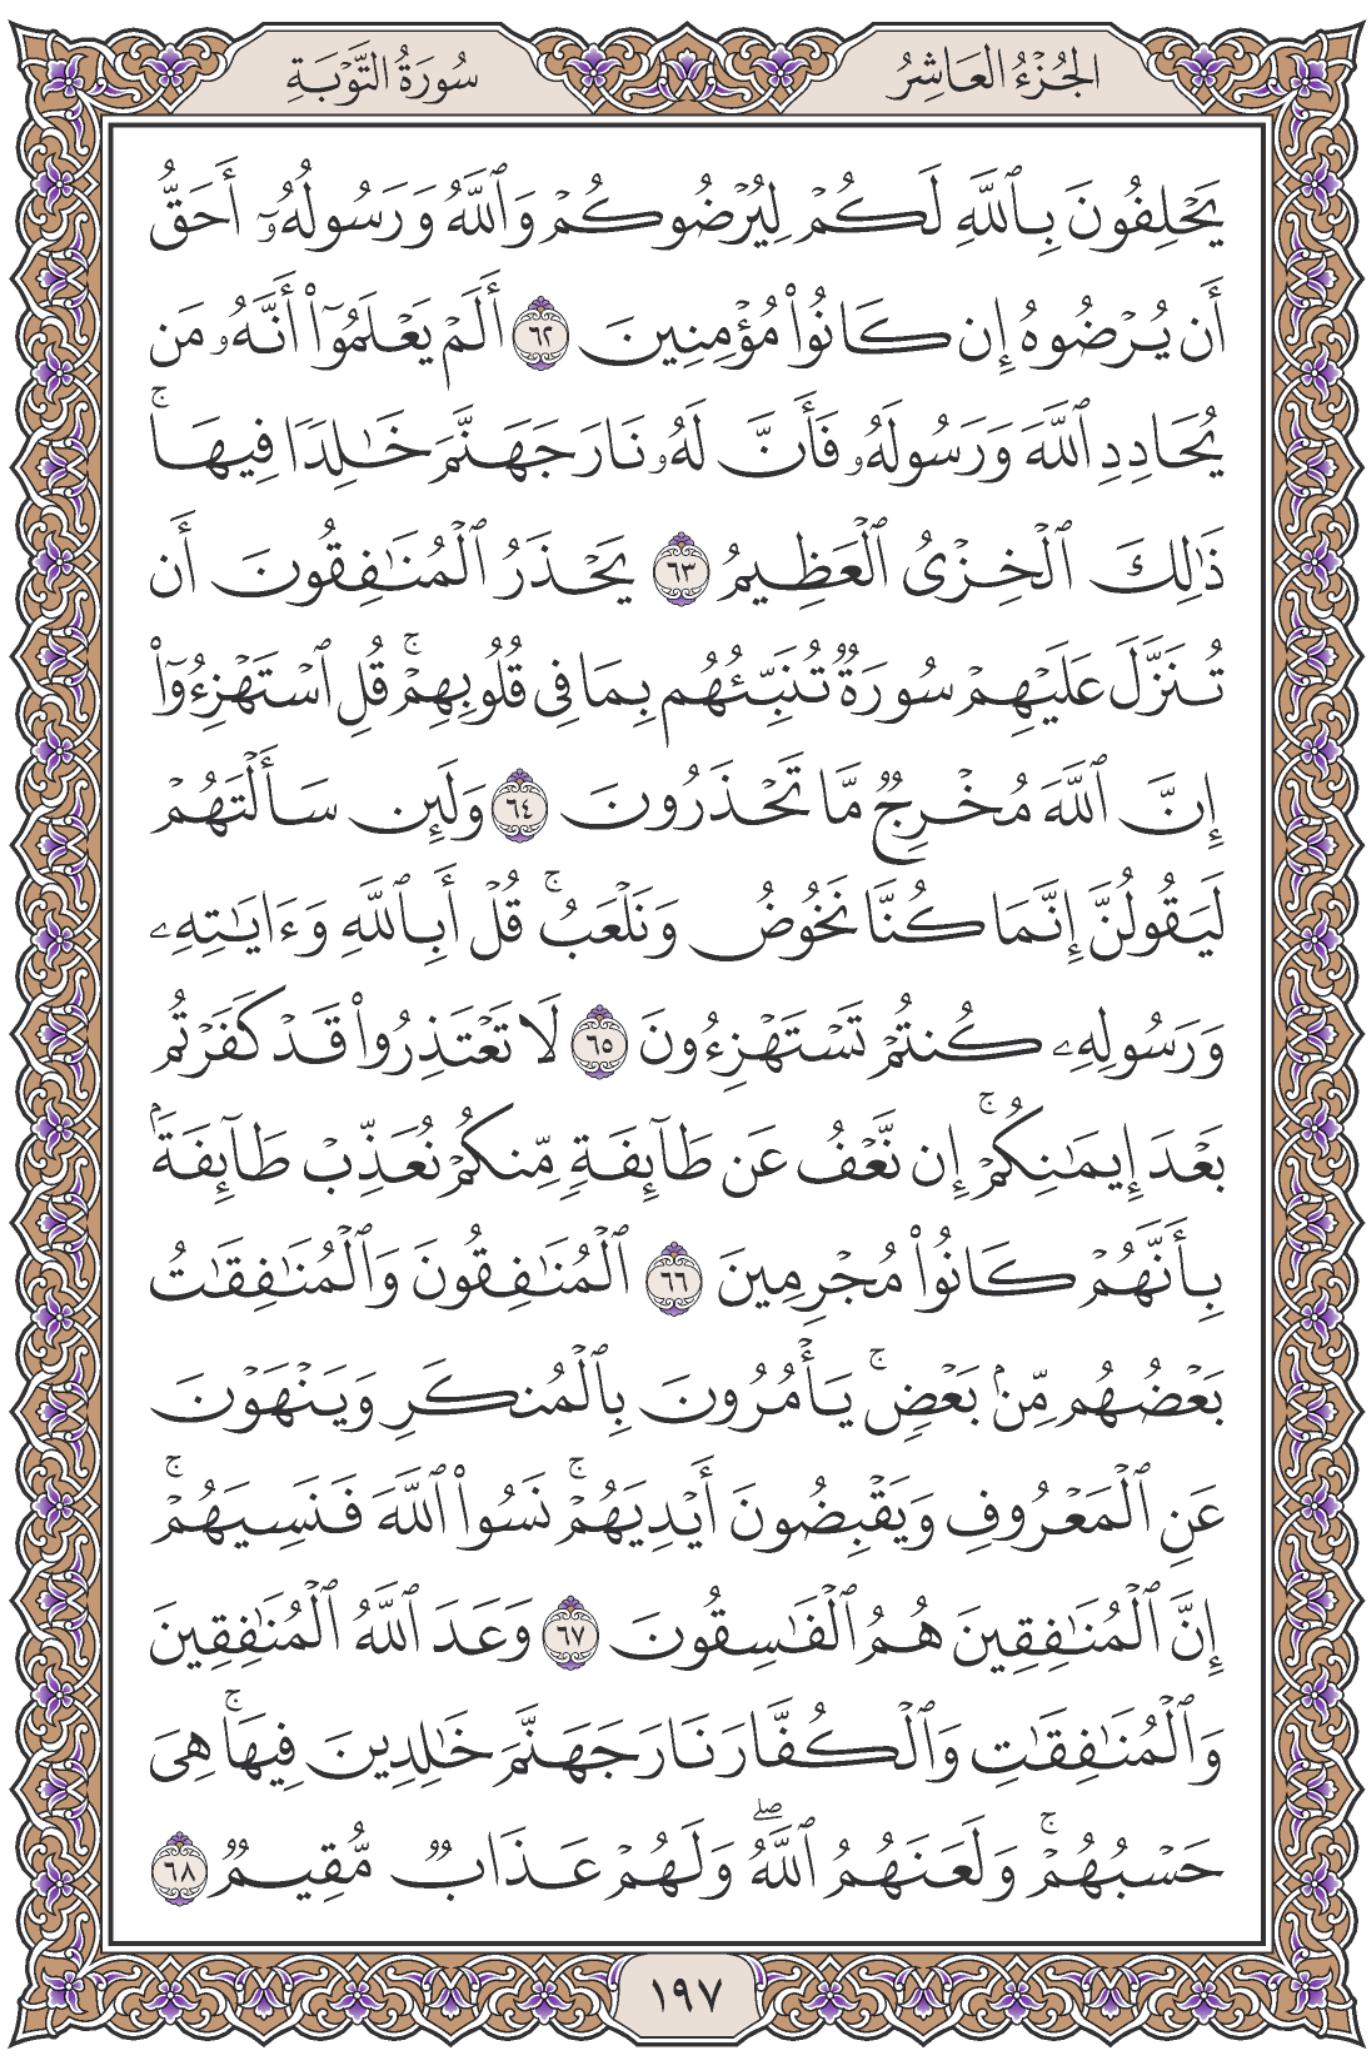 الجُزْءُ العَاشِرُ
سُورَةُ التَّوْبَةِ
يَحْلِفُونَ بِٱللَّهِ لَكُمْ لِيُرْضُوكُمْ وَٱللَّهُ وَرَسُولُهُۥٓ أَحَقُّ
أَن يُرْضُوهُ إِن كَانُوا۟ مُؤْمِنِينَ ٦٢ أَلَمْ يَعْلَمُوٓا۟ أَنَّهُۥ مَن
يُحَادِدِ ٱللَّهَ وَرَسُولَهُۥ فَأَنَّ لَهُۥ نَارَ جَهَنَّمَ خَـٰلِدًا فِيهَا ۚ
ذَٰلِكَ ٱلْخِزْىُ ٱلْعَظِيمُ ٦٣ يَحْذَرُ ٱلْمُنَـٰفِقُونَ أَن
تُنَزَّلَ عَلَيْهِمْ سُورَةٌ تُنَبِّئُهُم بِمَا فِى قُلُوبِهِمْ ۚ قُلِ ٱسْتَهْزِءُوٓا۟
إِنَّ ٱللَّهَ مُخْرِجٌ مَّا تَحْذَرُونَ ٦٤ وَلَئِن سَأَلْتَهُمْ
لَيَقُولُنَّ إِنَّمَا كُنَّا نَخُوضُ وَنَلْعَبُ ۚ قُلْ أَبِٱللَّهِ وَءَايَـٰتِهِۦ
وَرَسُولِهِۦ كُنتُمْ تَسْتَهْزِءُونَ ٦٥ لَا تَعْتَذِرُوا۟ قَدْ كَفَرْتُم
بَعْدَ إِيمَـٰنِكُمْ ۚ إِن نَّعْفُ عَن طَآئِفَةٍ مِّنكُمْ نُعَذِّبْ طَآئِفَةًۢ
بِأَنَّهُمْ كَانُوا۟ مُجْرِمِينَ ٦٦ ٱلْمُنَـٰفِقُونَ وَٱلْمُنَـٰفِقَـٰتُ
بَعْضُهُم مِّنۢ بَعْضٍ ۚ يَأْمُرُونَ بِٱلْمُنكَرِ وَيَنْهَوْنَ
عَنِ ٱلْمَعْرُوفِ وَيَقْبِضُونَ أَيْدِيَهُمْ ۚ نَسُوا۟ ٱللَّهَ فَنَسِيَهُمْ ۚ
إِنَّ ٱلْمُنَـٰفِقِينَ هُمُ ٱلْفَـٰسِقُونَ ٦٧ وَعَدَ ٱللَّهُ ٱلْمُنَـٰفِقِينَ
وَٱلْمُنَـٰفِقَـٰتِ وَٱلْكُفَّارَ نَارَ جَهَنَّمَ خَـٰلِدِينَ فِيهَا ۚ هِىَ
حَسْبُهُمْ ۚ وَلَعَنَهُمُ ٱللَّهُ ۖ وَلَهُمْ عَذَابٌ مُّقِيمٌ ٦٨
١٩٧